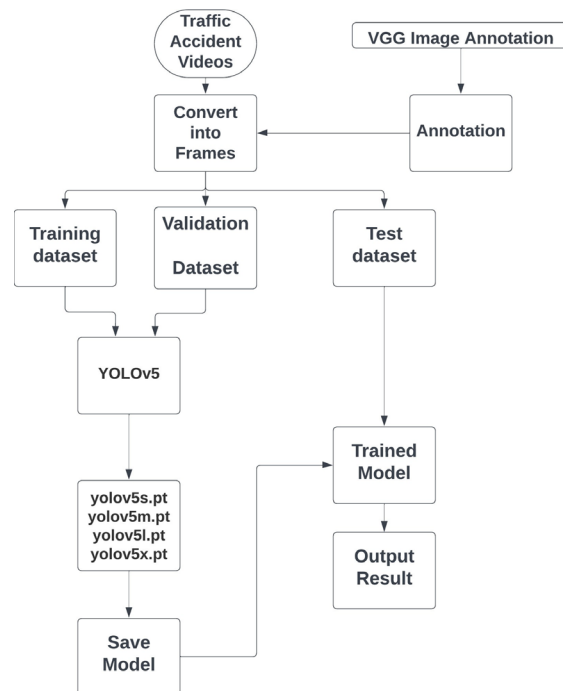 Traffic
Accident
Videos
VGG Image Annotation
Convert
into
Frames
Annotation
Training
dataset
Validation
Dataset
Test
dataset
YOLOv5
Trained
Model
yolov5s.pt
yolov5m.pt
yolov5l.pt
yolov5x.pt
Output
Result
Save
Model